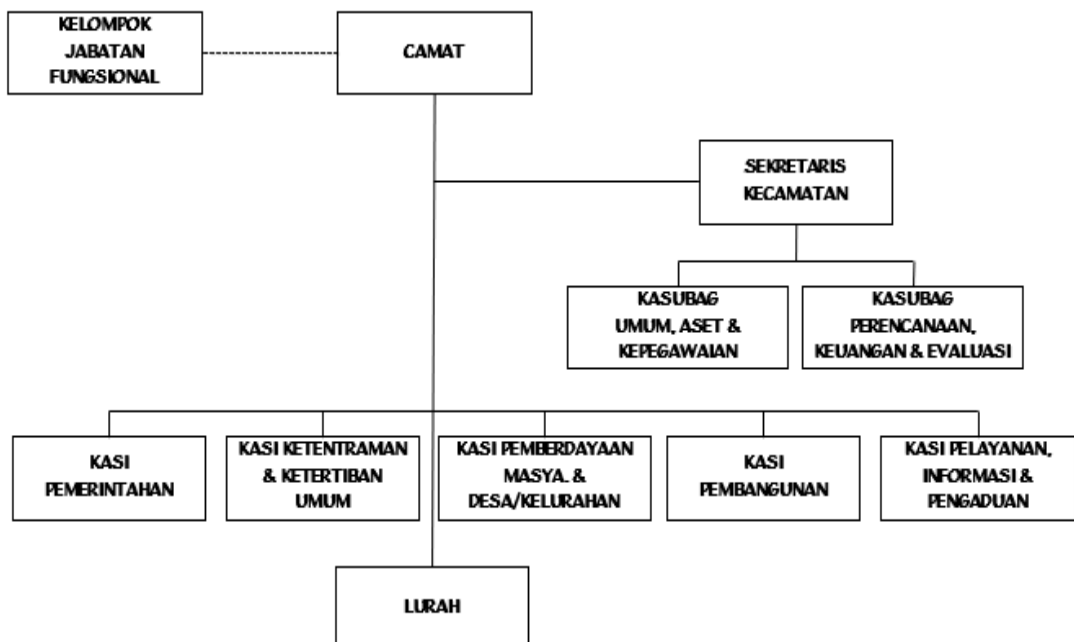 KELOMPOK
JABATAN
FUNGSIONAL
CAMAT
SEKRETARIS
KECAMATAN
KASUBAG
UMUM, ASET &
KEPEGAWAIAN
KASUBAG
PERENCANAAN,
KEUANGAN & EVALUASI
KASI
PEMERINTAHAN
KASI KETENTRAMAN
& KETERTIBAN
UMUM
KASI PEMBERDAYAAN
MASYA. &
DESA/KELURAHAN
KASI
PEMBANGUNAN
KASI PELAYANAN,
INFORMASI &
PENGADUAN
LURAH